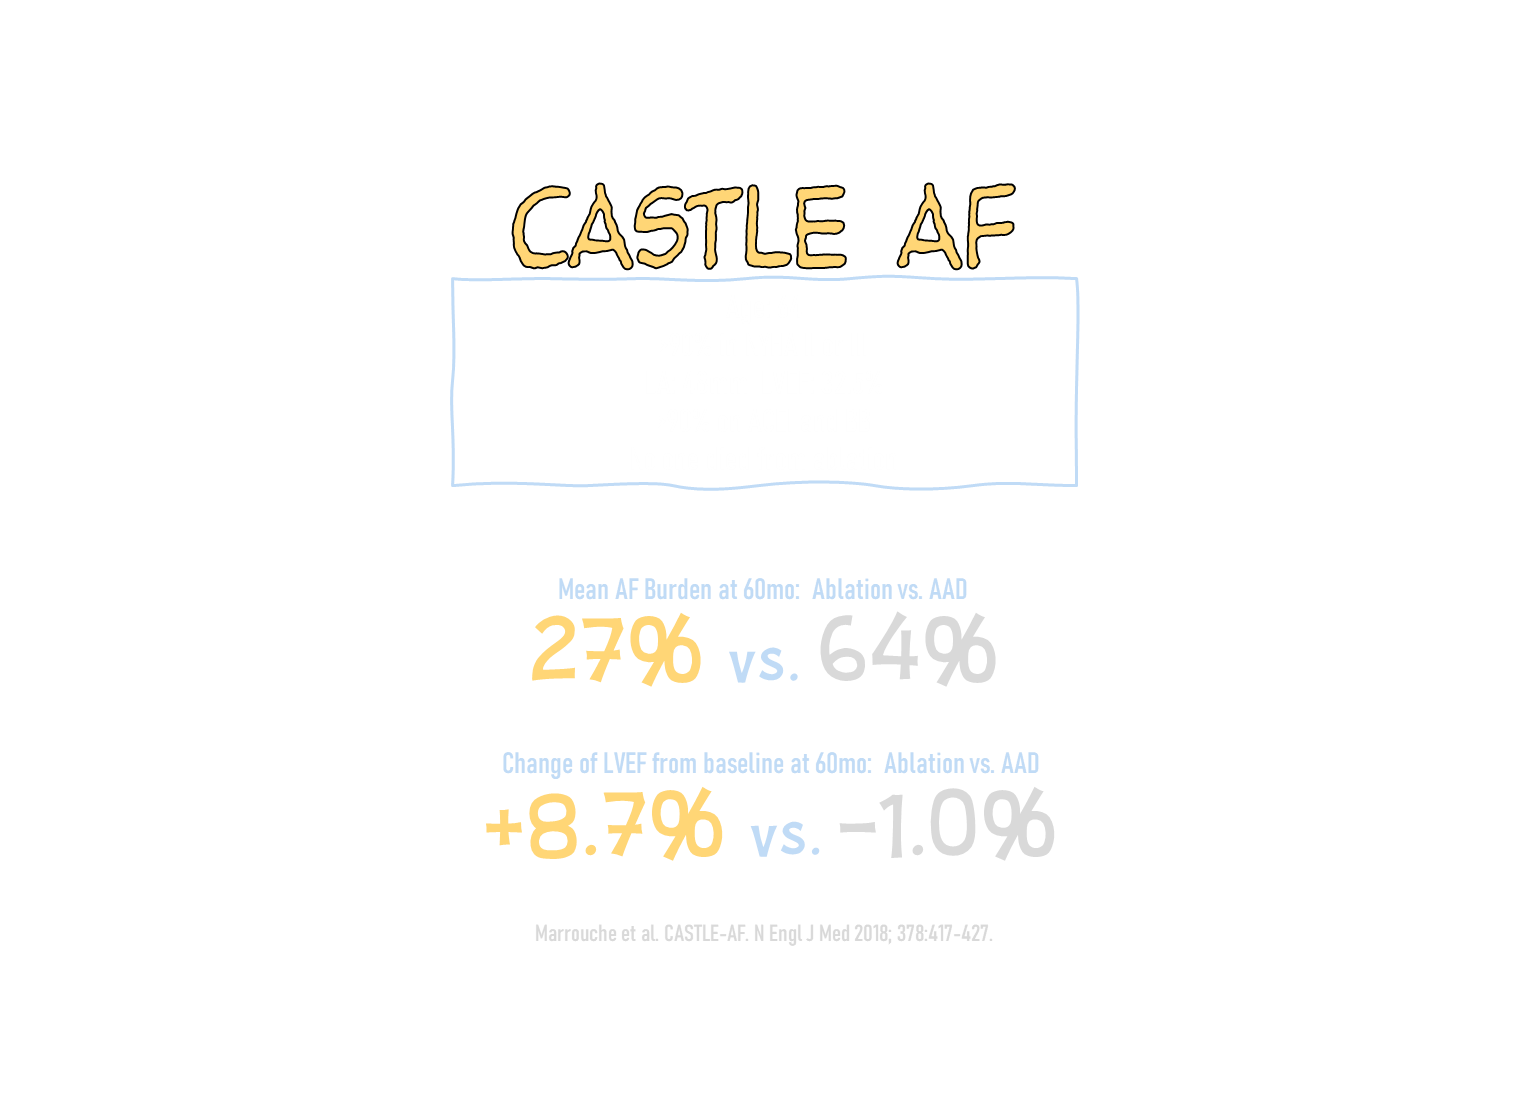 CASTLE AF
Mean AF Burden at 60mo: Ablation vs. AAD
27% vs. 64%
Change of LVEF from baseline at 60mo: Ablation vs. AAD
+8.7% vs. -1.0%
Marrouche et al. CASTLE-AF. N Engl J Med 2018; 378:417-427.